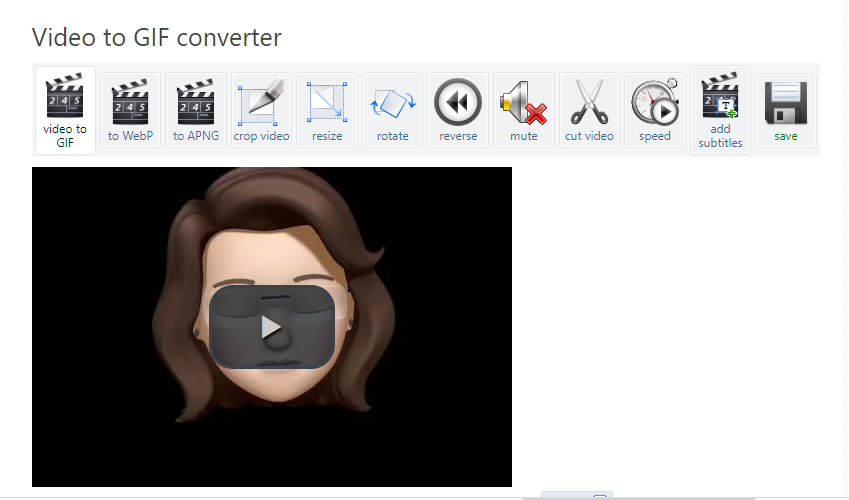 Video to GIF converter
video to
GIF
to WebP
to APNG
crop video
resize
rotate
reverse
mute
cut video
speed
add
subtitles
save